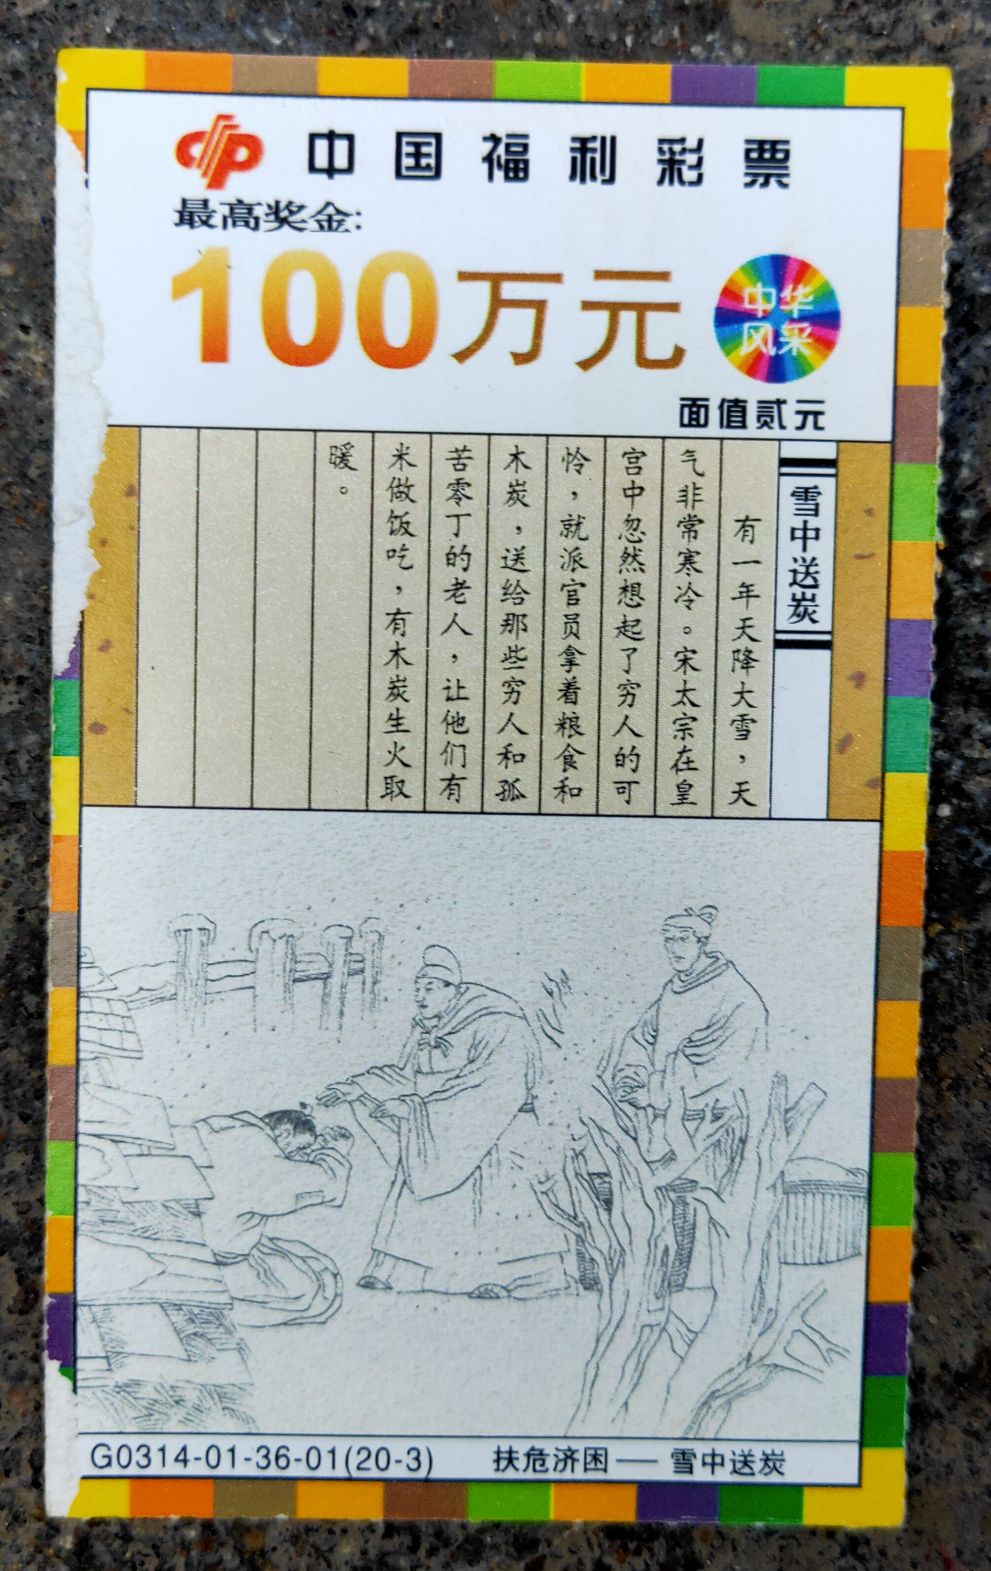 中国福利彩票
最高奖金:
100万元
中华
风采
面值贰元
雪中送炭
有一年天降大雪，天
气非常寒冷。宋太宗在皇
宫中忽然想起了穷人的可
怜，就派官员拿着粮食和
木炭，送给那些穷人和孤
苦零丁的老人，让他们有
米做饭吃，有木炭生火取
暖。
G0314-01-36-01(20-3) 扶危济困——雪中送炭